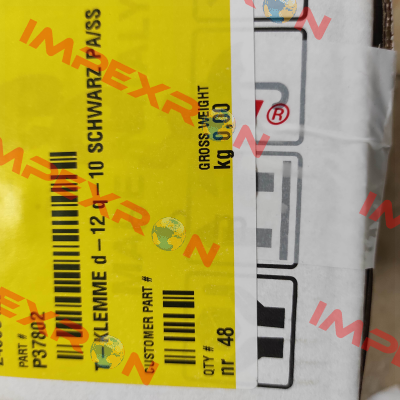 PART #
P37802
T-KLEMME d-12 q-10 SCHWARZ PA/SS
CUSTOMER PART #
GROSS WEIGHT
kg 0,00
QTY #
nr 48
®
IMPEXRON
IMPEXRON
IMPEXRON